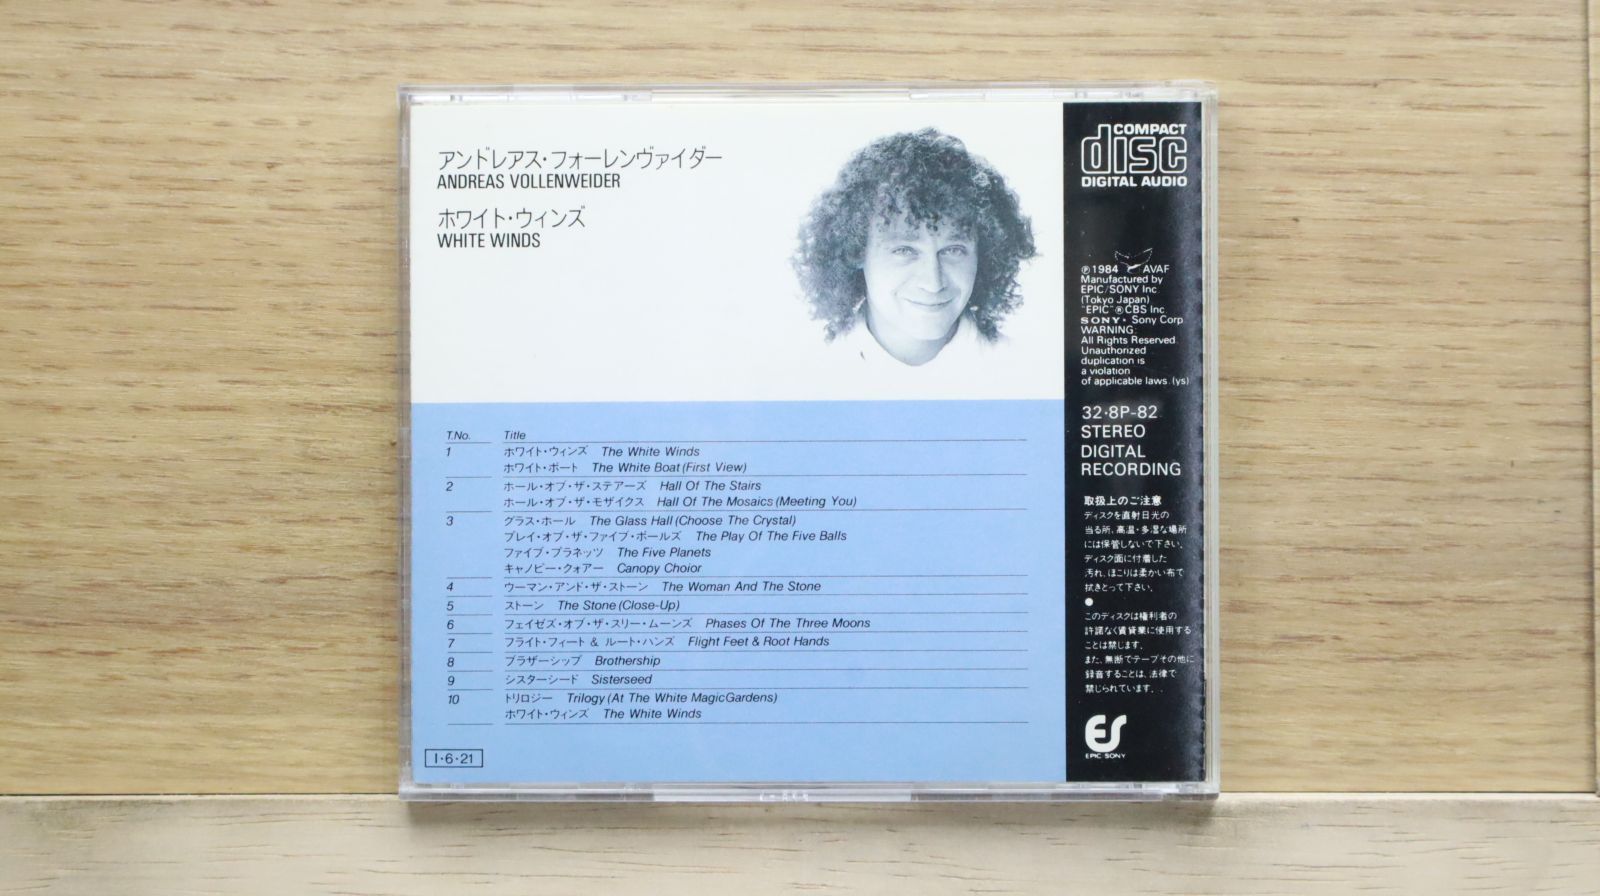 アンドレアス・フォーレンヴァイダー
ANDREAS VOLLENWEIDER
ホワイト・ウィンズ
WHITE WINDS
T.No. Title
1 ホワイト・ウィンズ The White Winds
ホワイト・ボート The White Boat (First View)
2 ホール・オブ・ザ・ステアーズ Hall Of The Stairs
ホール・オブ・ザ・モザイクス Hall Of The Mosaics (Meeting You)
3 グラス・ホール The Glass Hall (Choose The Crystal)
プレイ・オブ・ザ・ファイブ・ボールズ The Play Of The Five Balls
ファイブ・プラネッツ The Five Planets
キャノピー・クォアー Canopy Choior
4 ウーマン・アンド・ザ・ストーン The Woman And The Stone
5 ストーン The Stone (Close-Up)
6 フェイゼズ・オブ・ザ・スリー・ムーンズ Phases Of The Three Moons
7 フライト・フィート & ルート・ハンズ Flight Feet & Root Hands
8 ブラザーシップ Brothership
9 シスターシード Sisterseed
10 トリロジー Trilogy (At The White MagicGardens)
ホワイト・ウィンズ The White Winds
I・6・21
COMPACT
disc
DIGITAL AUDIO
Ⓟ1984 AVAF
Manufactured by
EPIC/SONY Inc.
(Tokyo Japan)
"EPIC"®CBS Inc.
SONY・Sony Corp.
WARNING:
All Rights Reserved.
Unauthorized
duplication is
a violation
of applicable laws. (ys)
32・8P-82
STEREO
DIGITAL
RECORDING
取扱上のご注意
ディスクを直射日光の
当る所、高温・多湿な場所
には保管しないで下さい。
ディスク面に付着した
汚れ、ほこりは柔かい布で
拭きとって下さい。
●
このディスクは権利者の
許諾なく賃貸業に使用する
ことは禁じます。
また、無断でテープその他に
録音することは、法律で
禁じられています。
ES
EPIC・SONY